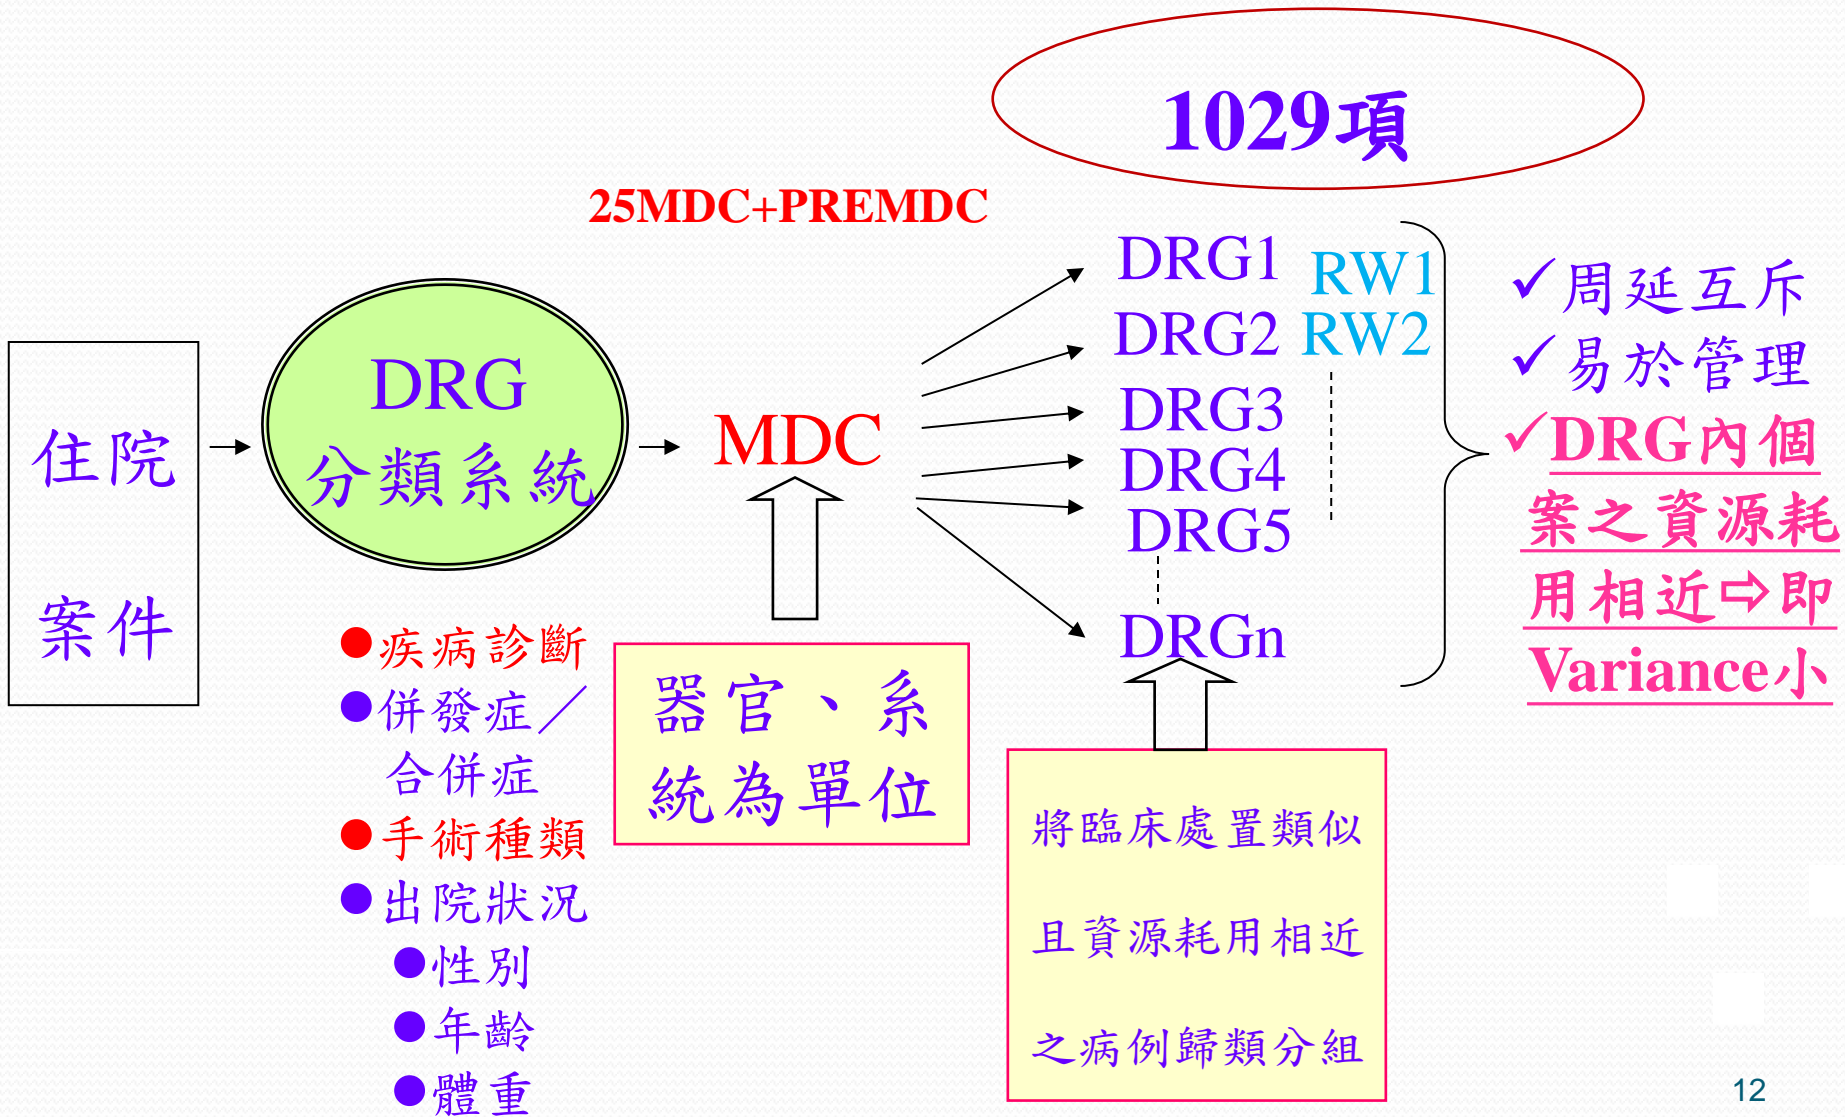 1029項
25MDC+PREMDC
住院
案件
DRG
分類系統
MDC
DRG1 RW1
DRG2 RW2
DRG3
DRG4
DRG5
DRGn
✓周延互斥
✓易於管理
✓DRG內個
案之資源耗
用相近⇨即
Variance小
●疾病診斷
●併發症／
合併症
●手術種類
●出院狀況
●性別
●年齡
●體重
器官、系
統為單位
將臨床處置類似
且資源耗用相近
之病例歸類分組
12